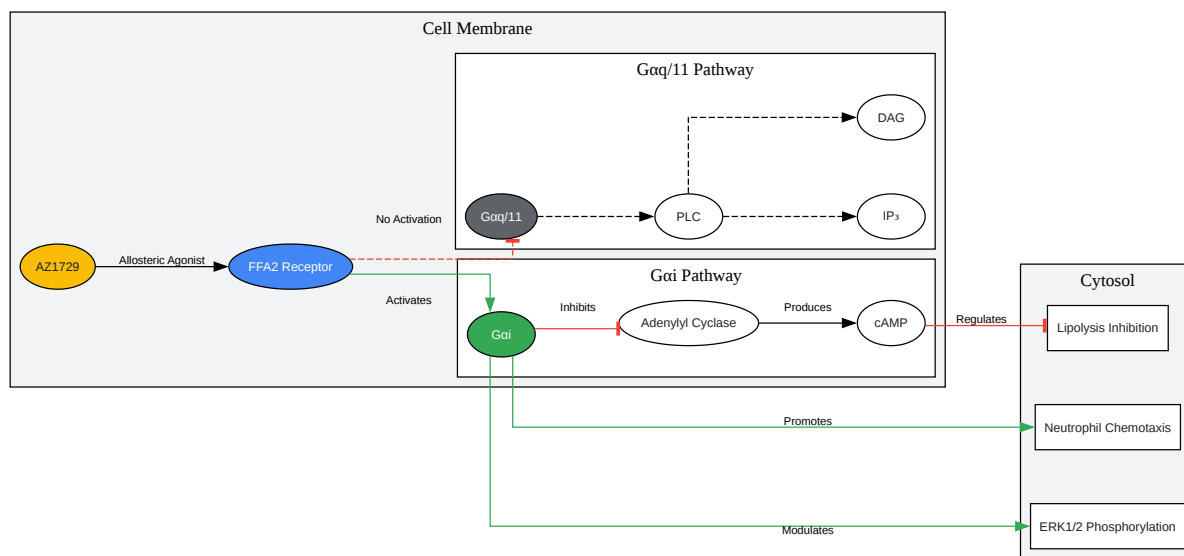 Cell Membrane
Gαq/11 Pathway
DAG
No Activation
Gαq/11
PLC
IP₃
AZ1729
Allosteric Agonist
FFA2 Receptor
Activates
Gαi Pathway
Gαi
Inhibits
Adenylyl Cyclase
Produces
cAMP
Regulates
Cytosol
Lipolysis Inhibition
Promotes
Neutrophil Chemotaxis
Modulates
ERK1/2 Phosphorylation